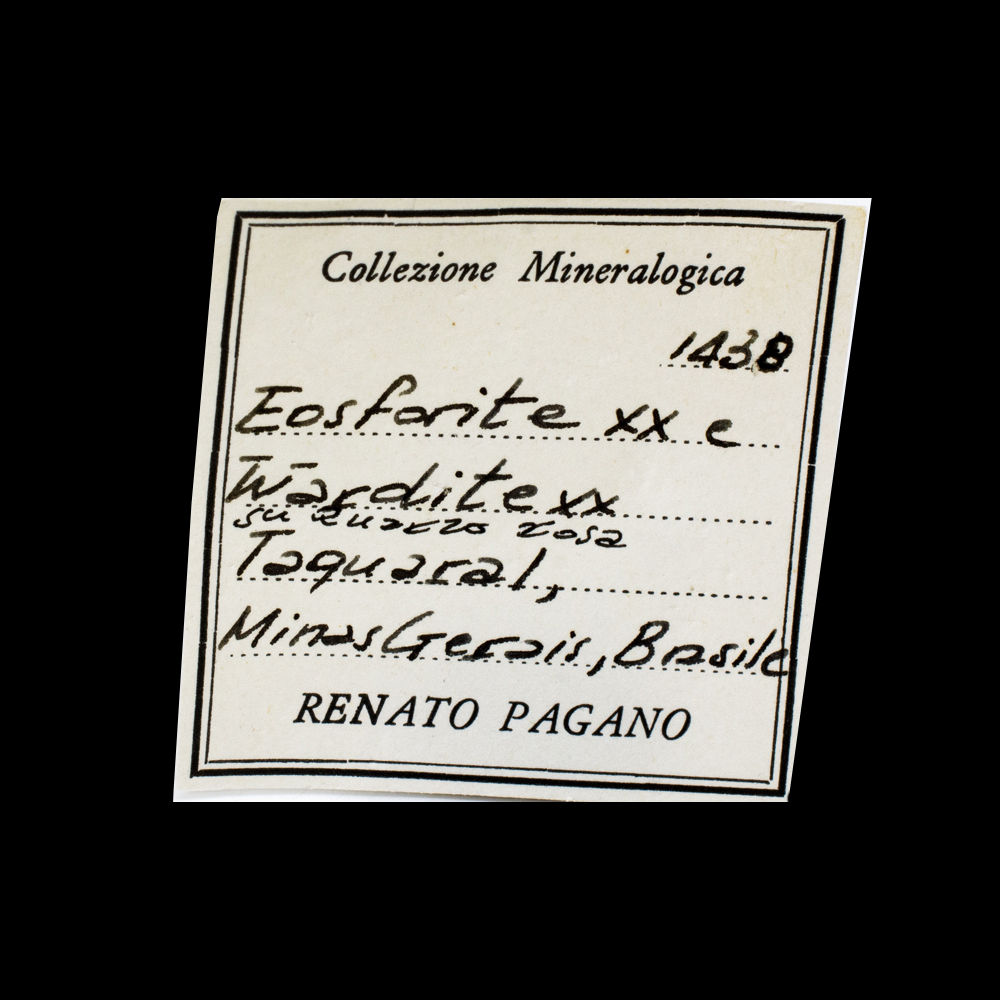 Collezione Mineralogica
1438
Eosforite xx e
Wardite xx
su quarzo rosa
Taquaral,
Minas Gerais, Brasile
RENATO PAGANO